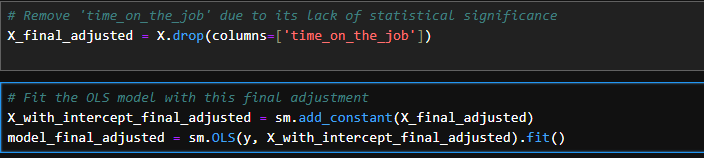 # Remove 'time_on_the_job' due to its lack of statistical significance
X_final_adjusted = X.drop(columns=['time_on_the_job'])
# Fit the OLS model with this final adjustment
X_with_intercept_final_adjusted = sm.add_constant(X_final_adjusted)
model_final_adjusted = sm.OLS(y, X_with_intercept_final_adjusted).fit()